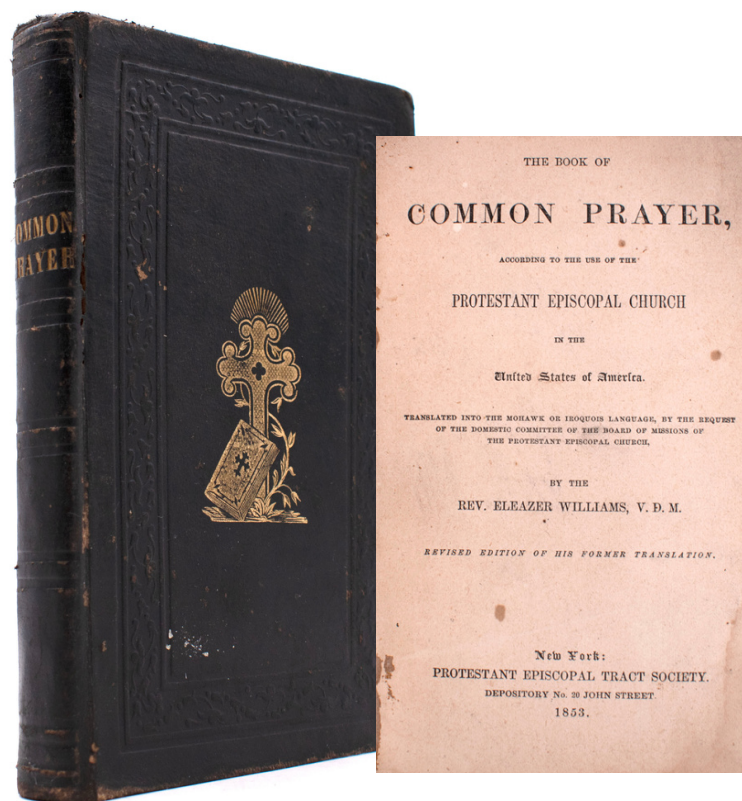 COMMON
PRAYER
THE BOOK OF
COMMON PRAYER,
ACCORDING TO THE USE OF THE
PROTESTANT EPISCOPAL CHURCH
IN THE
United States of America.
TRANSLATED INTO THE MOHAWK OR IROQUOIS LANGUAGE, BY THE REQUEST
OF THE DOMESTIC COMMITTEE OF THE BOARD OF MISSIONS OF
THE PROTESTANT EPISCOPAL CHURCH,
BY THE
REV. ELEAZER WILLIAMS, V. D. M.
REVISED EDITION OF HIS FORMER TRANSLATION.
New York:
PROTESTANT EPISCOPAL TRACT SOCIETY.
DEPOSITORY No. 20 JOHN STREET
1853.